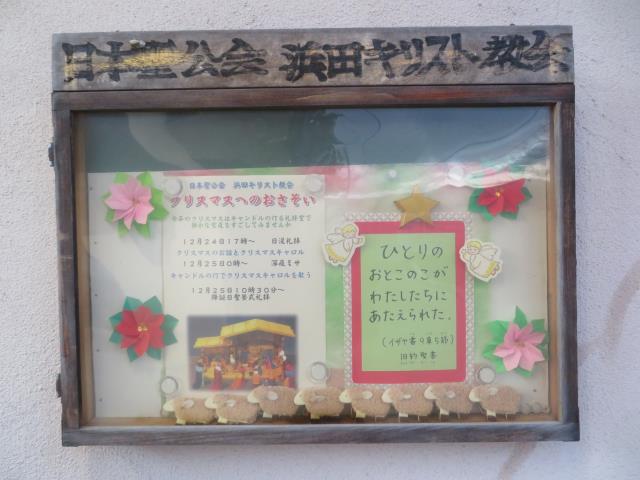 日本聖公会 浜田キリスト教会
日本聖公会 浜田キリスト教会
クリスマスへのおさそい
今年のクリスマスはキャンドルの灯る礼拝堂で
静かな聖夜をすごしてみませんか
12月24日17時～ 日没礼拝
クリスマスのお話とクリスマスキャロル
12月25日0時～ 深夜ミサ
キャンドルの灯でクリスマスキャロルを歌う
12月25日10時30分～
降誕日聖餐式礼拝
ひとりの
おとこのこが
わたしたちに
あたえられた。
(イザヤ書9章5節)
旧約聖書